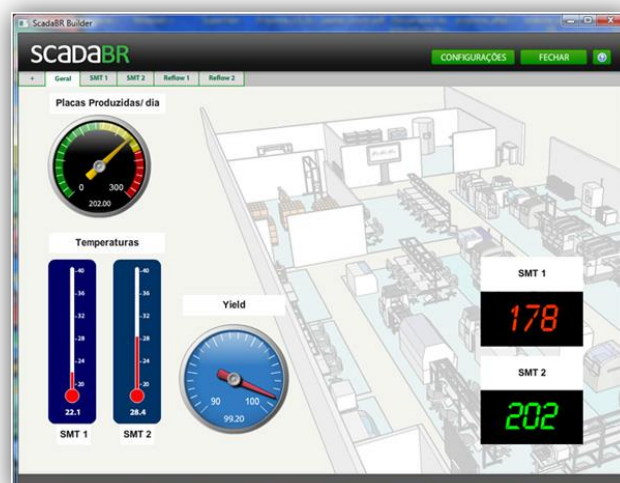 ScadaBR Builder
SCADABR
CONFIGURAÇÕES
FECHAR
?
+
Geral
SMT 1
SMT 2
Reflow 1
Reflow 2
Placas Produzidas/ dia
0
300
202.00
Temperaturas
40
36
32
28
24
20
22.1
SMT 1
40
36
32
28
24
20
28.4
SMT 2
Yield
90
100
99.20
SMT 1
178
SMT 2
202